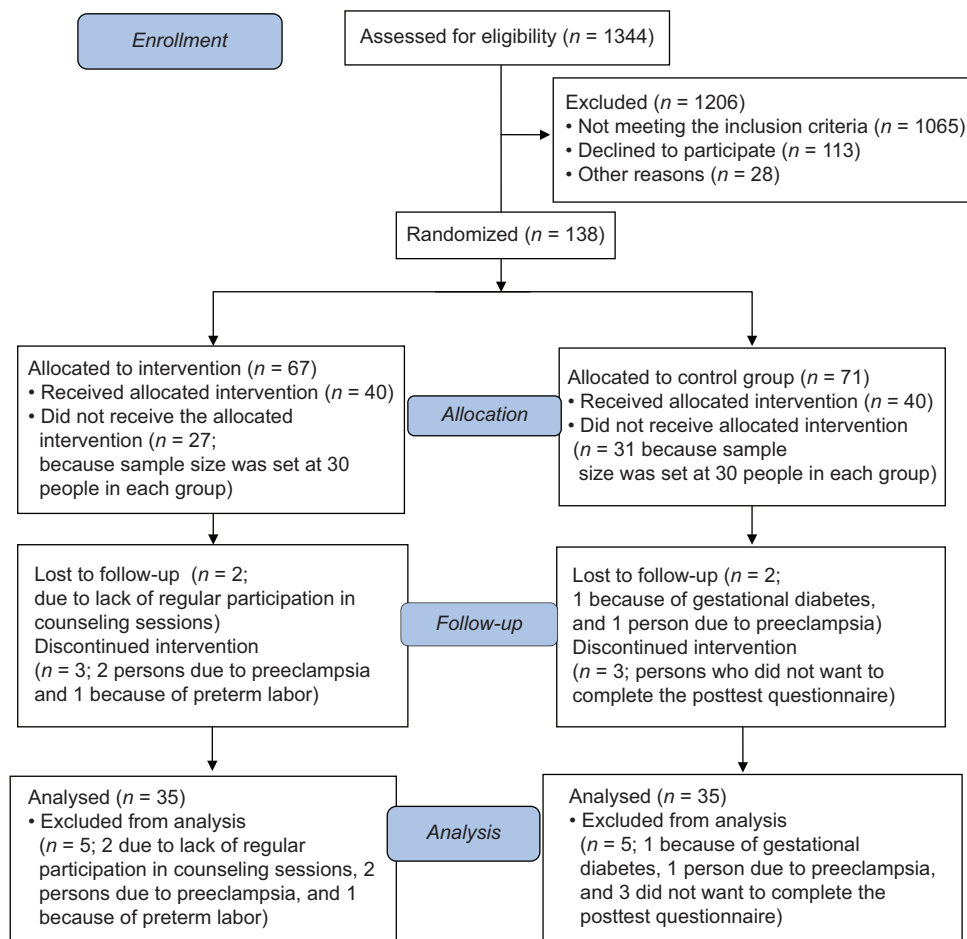 Enrollment
Assessed for eligibility (n = 1344)
Excluded (n = 1206)
• Not meeting the inclusion criteria (n = 1065)
• Declined to participate (n = 113)
• Other reasons (n = 28)
Randomized (n = 138)
Allocated to intervention (n = 67)
• Received allocated intervention (n = 40)
• Did not receive the allocated
intervention (n = 27;
because sample size was set at 30
people in each group)
Allocation
Allocated to control group (n = 71)
• Received allocated intervention (n = 40)
• Did not receive allocated intervention
(n = 31 because sample
size was set at 30 people in each group)
Lost to follow-up (n = 2;
due to lack of regular participation in
counseling sessions)
Discontinued intervention
(n = 3; 2 persons due to preeclampsia
and 1 because of preterm labor)
Follow-up
Lost to follow-up (n = 2;
1 because of gestational diabetes,
and 1 person due to preeclampsia)
Discontinued intervention
(n = 3; persons who did not want to
complete the posttest questionnaire)
Analysed (n = 35)
• Excluded from analysis
(n = 5; 2 due to lack of regular
participation in counseling sessions, 2
persons due to preeclampsia, and 1
because of preterm labor)
Analysis
Analysed (n = 35)
• Excluded from analysis
(n = 5; 1 because of gestational
diabetes, 1 person due to preeclampsia,
and 3 did not want to complete the
posttest questionnaire)